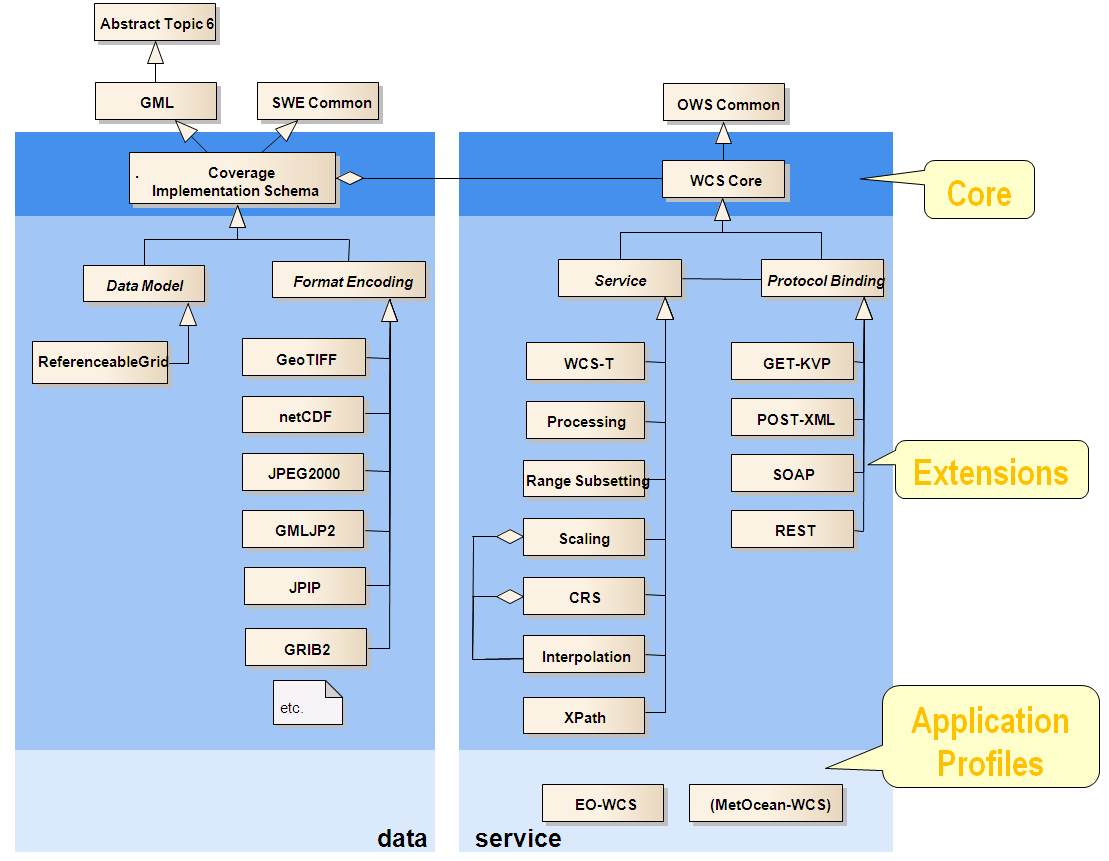 Abstract Topic 6
GML
SWE Common
OWS Common
Coverage
Implementation Schema
WCS Core
Core
Data Model
Format Encoding
Service
Protocol Binding
ReferenceableGrid
GeoTIFF
netCDF
JPEG2000
GMLJP2
JPIP
GRIB2
etc.
WCS-T
Processing
Range Subsetting
Scaling
CRS
Interpolation
XPath
GET-KVP
POST-XML
SOAP
REST
Extensions
Application
Profiles
EO-WCS
(MetOcean-WCS)
data
service